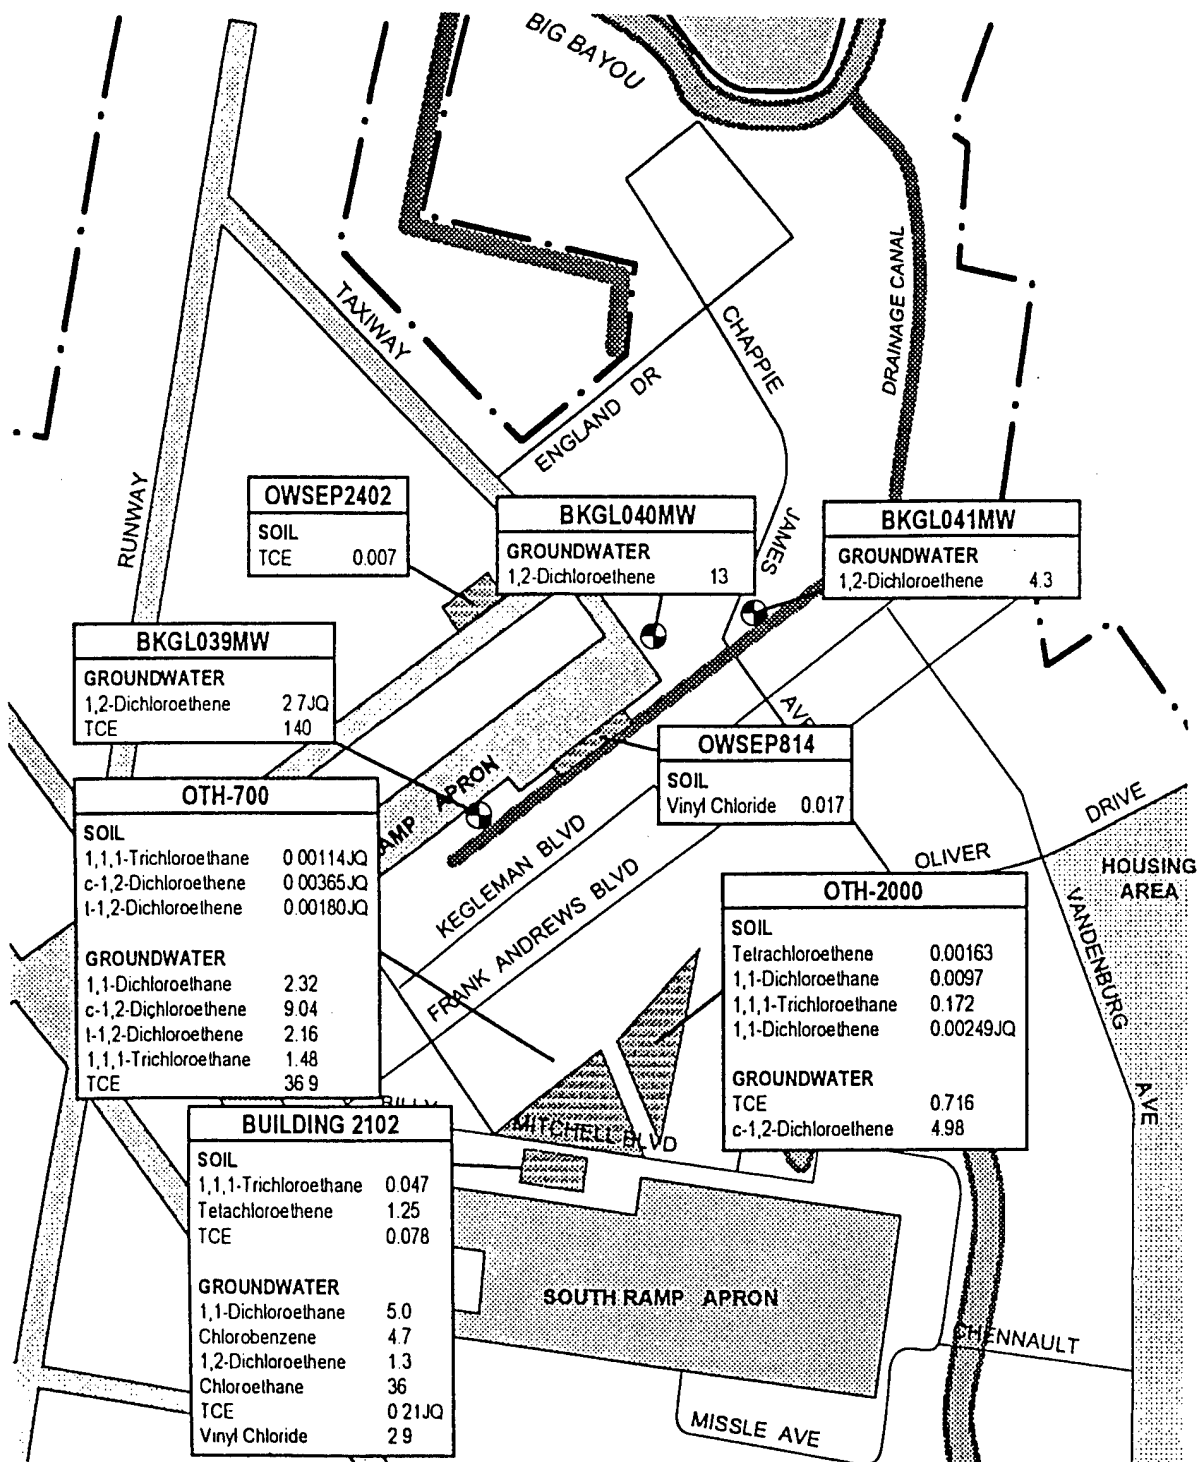 BIG BAYOU
DRAINAGE CANAL
TAXIWAY
CHAPPIE
ENGLAND DR
RUNWAY
JAMES
OWSEP2402
SOIL
TCE 0.007
BKGL040MW
GROUNDWATER
1,2-Dichloroethene 13
BKGL041MW
GROUNDWATER
1,2-Dichloroethene 4.3
BKGL039MW
GROUNDWATER
1,2-Dichloroethene 2 7JQ
TCE 140
AVE
OWSEP814
SOIL
Vinyl Chloride 0.017
AMP APRON
OTH-700
SOIL
1,1,1-Trichloroethane 0 00114JQ
c-1,2-Dichloroethene 0 00365JQ
t-1,2-Dichloroethene 0.00180JQ
GROUNDWATER
1,1-Dichloroethane 2.32
c-1,2-Dichloroethene 9.04
t-1,2-Dichloroethene 2.16
1,1,1-Trichloroethane 1.48
TCE 36 9
KEGLEMAN BLVD
FRANK ANDREWS BLVD
OLIVER DRIVE
HOUSING
AREA
VANDENBURG AVE
OTH-2000
SOIL
Tetrachloroethene 0.00163
1,1-Dichloroethane 0.0097
1,1,1-Trichloroethane 0.172
1,1-Dichloroethene 0.00249JQ
GROUNDWATER
TCE 0.716
c-1,2-Dichloroethene 4.98
BILLY
MITCHELL BLVD
BUILDING 2102
SOIL
1,1,1-Trichloroethane 0.047
Tetachloroethene 1.25
TCE 0.078
GROUNDWATER
1,1-Dichloroethane 5.0
Chlorobenzene 4.7
1,2-Dichloroethene 1.3
Chloroethane 36
TCE 0 21JQ
Vinyl Chloride 2 9
SOUTH RAMP APRON
CHENNAULT
MISSLE AVE